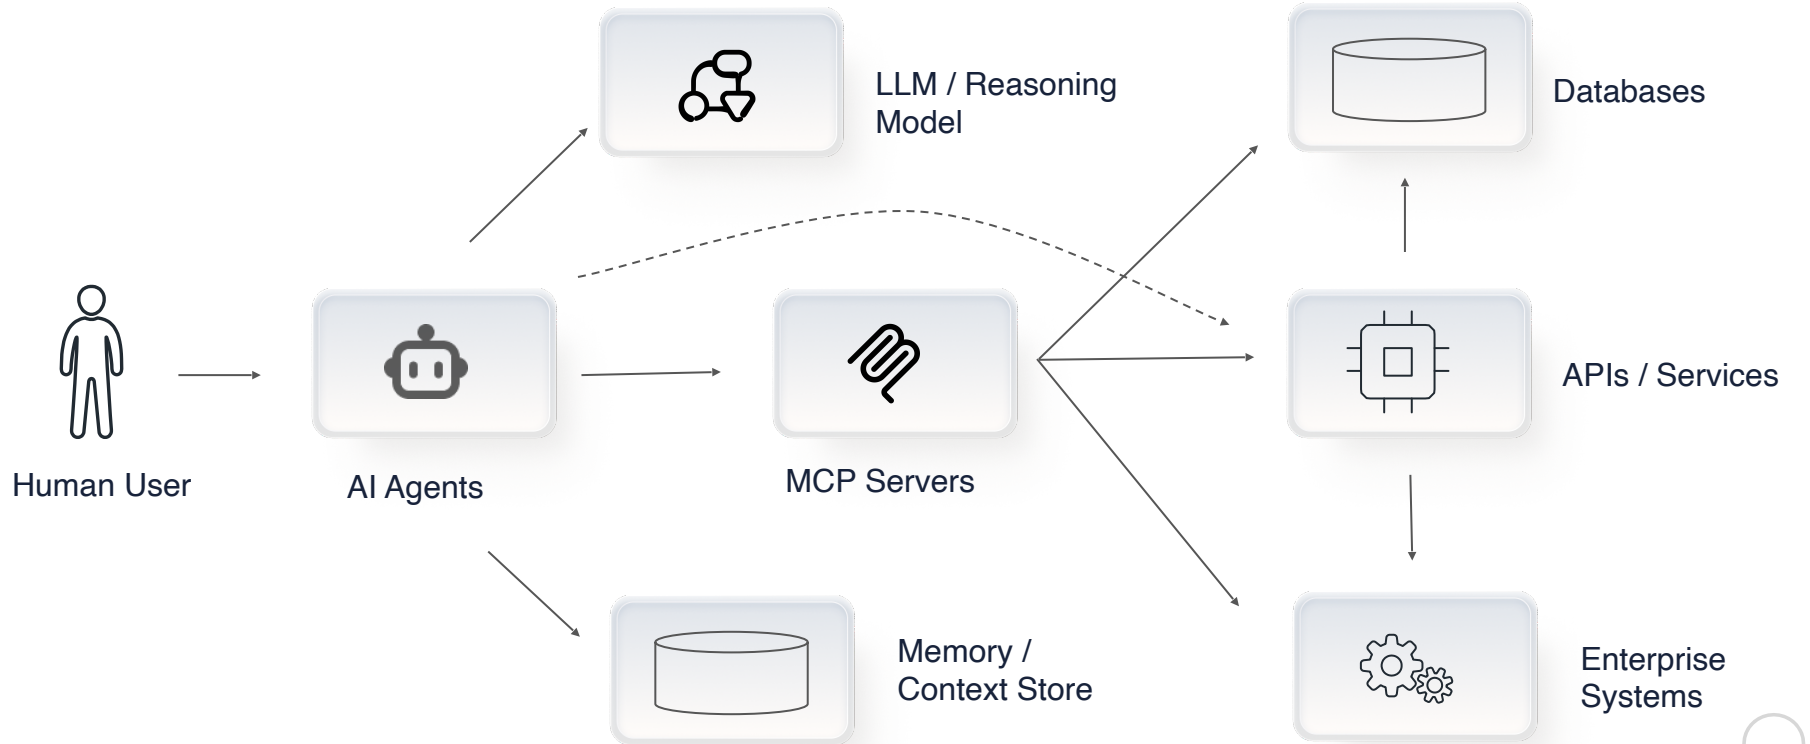 LLM / Reasoning
Model
Databases
Human User
AI Agents
MCP Servers
APIs / Services
Memory /
Context Store
Enterprise
Systems